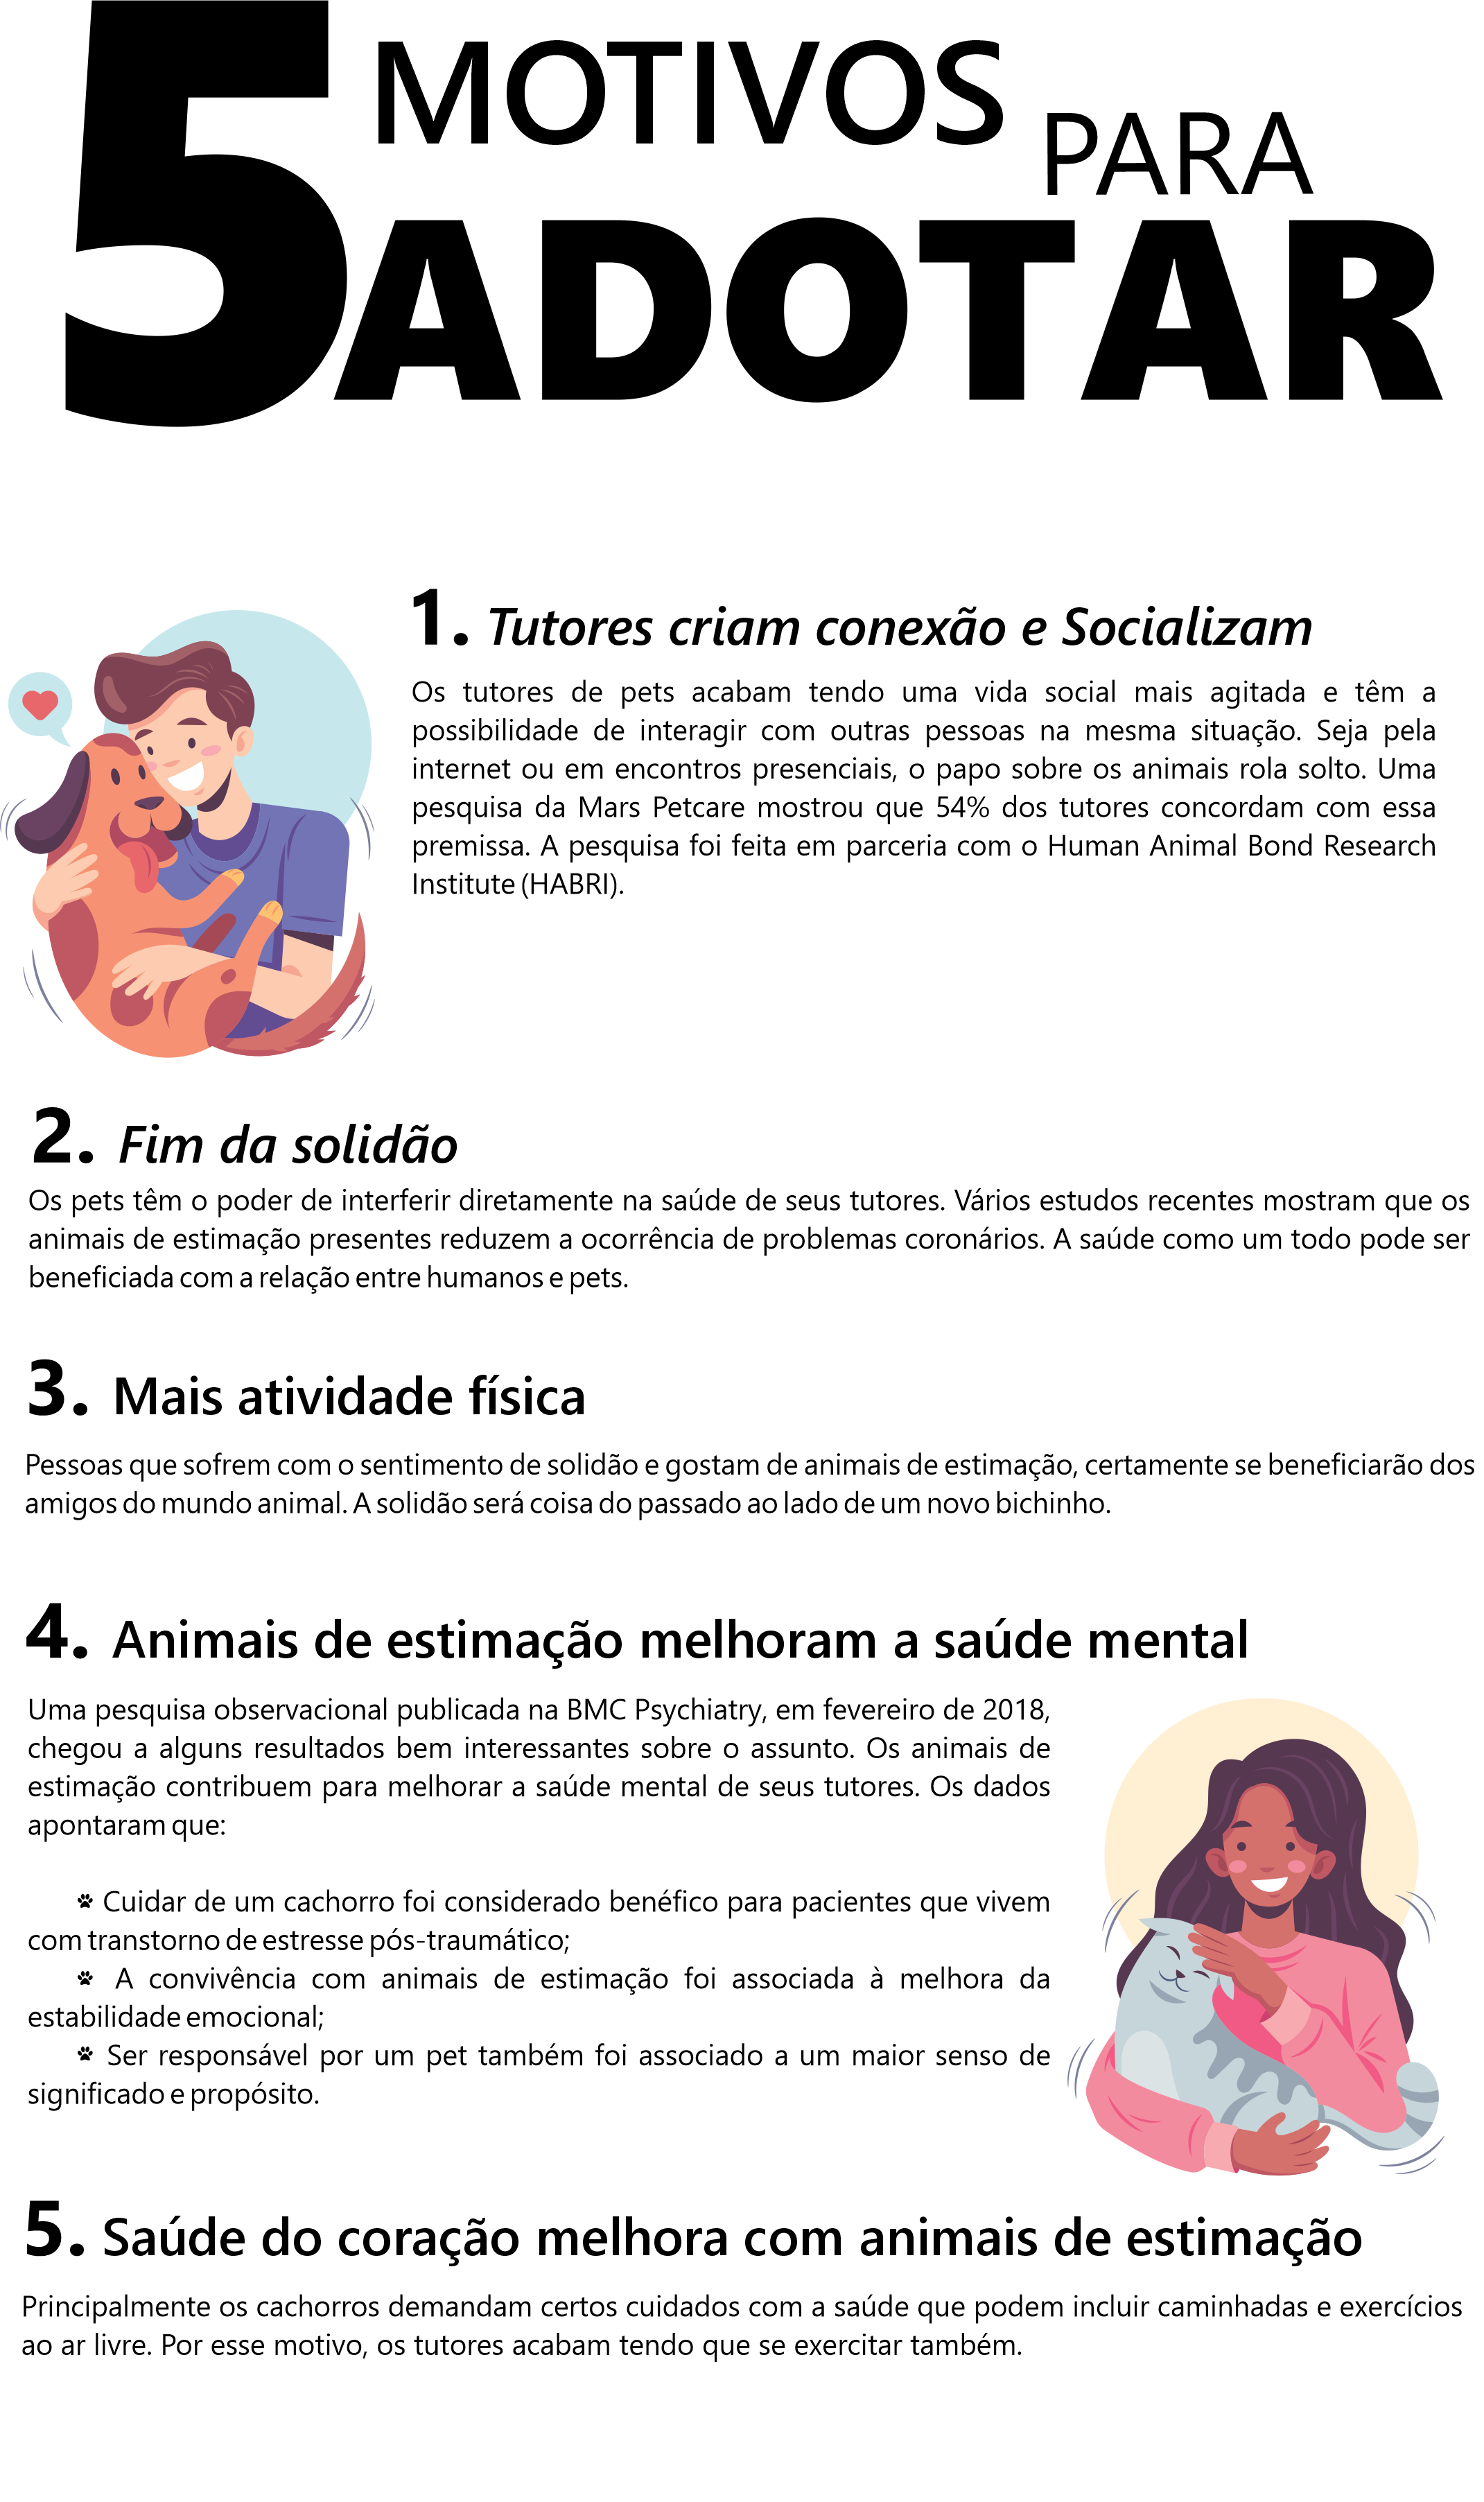 5 MOTIVOS PARA
ADOTAR
1. Tutores criam conexão e Socializam
Os tutores de pets acabam tendo uma vida social mais agitada e têm a
possibilidade de interagir com outras pessoas na mesma situação. Seja pela
internet ou em encontros presenciais, o papo sobre os animais rola solto. Uma
pesquisa da Mars Petcare mostrou que 54% dos tutores concordam com essa
premissa. A pesquisa foi feita em parceria com o Human Animal Bond Research
Institute (HABRI).
2. Fim da solidão
Os pets têm o poder de interferir diretamente na saúde de seus tutores. Vários estudos recentes mostram que os
animais de estimação presentes reduzem a ocorrência de problemas coronários. A saúde como um todo pode ser
beneficiada com a relação entre humanos e pets.
3. Mais atividade física
Pessoas que sofrem com o sentimento de solidão e gostam de animais de estimação, certamente se beneficiarão dos
amigos do mundo animal. A solidão será coisa do passado ao lado de um novo bichinho.
4. Animais de estimação melhoram a saúde mental
Uma pesquisa observacional publicada na BMC Psychiatry, em fevereiro de 2018,
chegou a alguns resultados bem interessantes sobre o assunto. Os animais de
estimação contribuem para melhorar a saúde mental de seus tutores. Os dados
apontaram que:
Cuidar de um cachorro foi considerado benéfico para pacientes que vivem
com transtorno de estresse pós-traumático;
A convivência com animais de estimação foi associada à melhora da
estabilidade emocional;
Ser responsável por um pet também foi associado a um maior senso de
significado e propósito.
5. Saúde do coração melhora com animais de estimação
Principalmente os cachorros demandam certos cuidados com a saúde que podem incluir caminhadas e exercícios
ao ar livre. Por esse motivo, os tutores acabam tendo que se exercitar também.